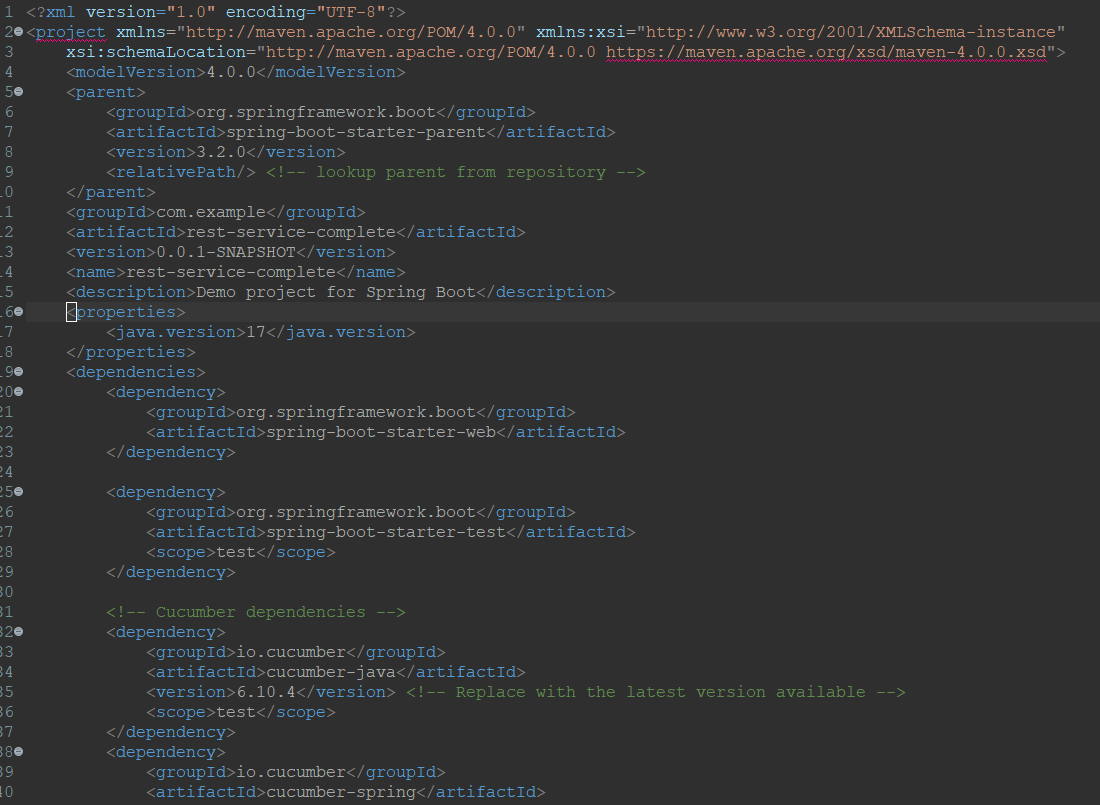 1 <?xml version="1.0" encoding="UTF-8"?>
2 <project xmlns="http://maven.apache.org/POM/4.0.0" xmlns:xsi="http://www.w3.org/2001/XMLSchema-instance"
3 xsi:schemaLocation="http://maven.apache.org/POM/4.0.0 https://maven.apache.org/xsd/maven-4.0.0.xsd">
4 <modelVersion>4.0.0</modelVersion>
5 <parent>
6 <groupId>org.springframework.boot</groupId>
7 <artifactId>spring-boot-starter-parent</artifactId>
8 <version>3.2.0</version>
9 <relativePath/> <!-- lookup parent from repository -->
10 </parent>
11 <groupId>com.example</groupId>
12 <artifactId>rest-service-complete</artifactId>
13 <version>0.0.1-SNAPSHOT</version>
14 <name>rest-service-complete</name>
15 <description>Demo project for Spring Boot</description>
16 <properties>
17 <java.version>17</java.version>
18 </properties>
19 <dependencies>
20 <dependency>
21 <groupId>org.springframework.boot</groupId>
22 <artifactId>spring-boot-starter-web</artifactId>
23 </dependency>
24
25 <dependency>
26 <groupId>org.springframework.boot</groupId>
27 <artifactId>spring-boot-starter-test</artifactId>
28 <scope>test</scope>
29 </dependency>
30
31 <!-- Cucumber dependencies -->
32 <dependency>
33 <groupId>io.cucumber</groupId>
34 <artifactId>cucumber-java</artifactId>
35 <version>6.10.4</version> <!-- Replace with the latest version available -->
36 <scope>test</scope>
37 </dependency>
38 <dependency>
39 <groupId>io.cucumber</groupId>
40 <artifactId>cucumber-spring</artifactId>